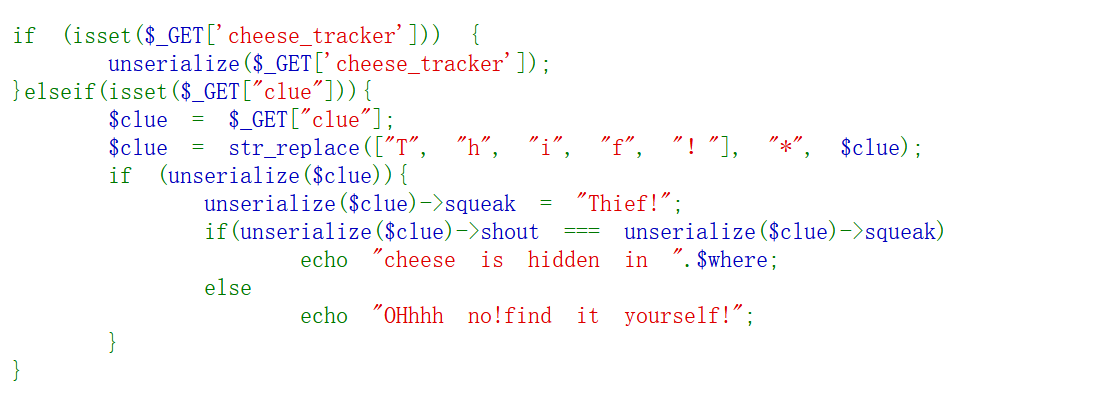 if (isset($_GET['cheese_tracker'])) {
unserialize($_GET['cheese_tracker']);
}elseif(isset($_GET["clue"])){
$clue = $_GET["clue"];
$clue = str_replace(["T", "h", "i", "f", "!"], "*", $clue);
if (unserialize($clue)){
unserialize($clue)->squeak = "Thief!";
if(unserialize($clue)->shout === unserialize($clue)->squeak)
echo "cheese is hidden in ".$where;
else
echo "OHhhh no!find it yourself!";
}
}